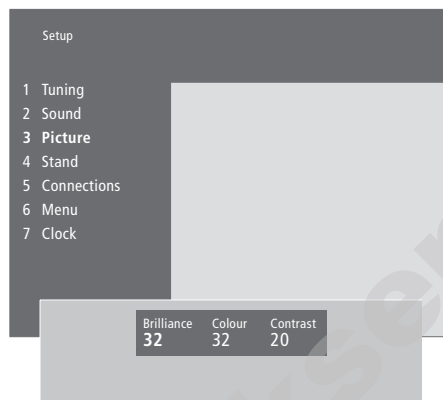 Setup
1 Tuning
2 Sound
3 Picture
4 Stand
5 Connections
6 Menu
7 Clock
Brilliance Colour Contrast
32 32 20